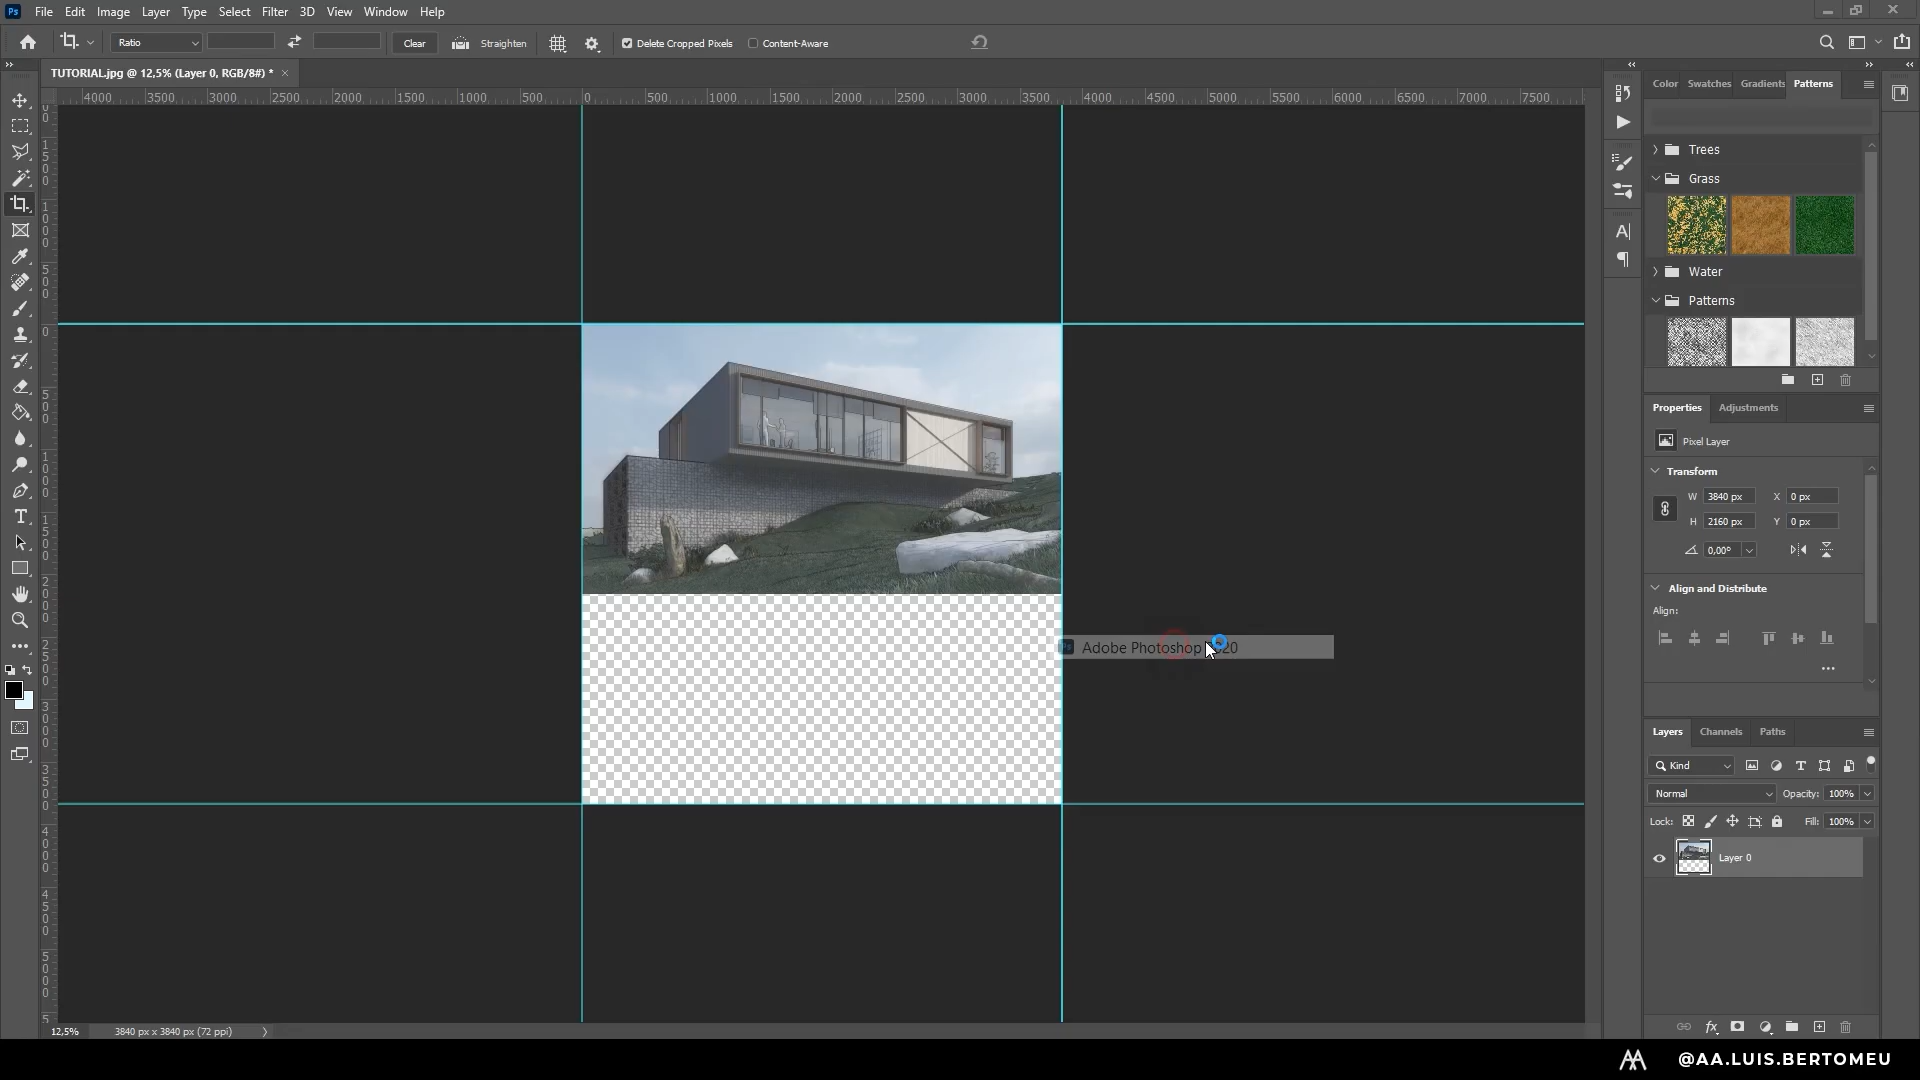 Ps File Edit Image Layer Type Select Filter 3D View Window Help
Ratio Clear Straighten Delete Cropped Pixels Content-Aware
TUTORIAL.jpg @ 12,5% (Layer 0, RGB/8#) *
4000 3500 3000 2500 2000 1500 1000 500 0 500 1000 1500 2000 2500 3000 3500 4000 4500 5000 5500 6000 6500 7000 7500
Color Swatches Gradients Patterns
Trees
Grass
Water
Patterns
Properties Adjustments
Pixel Layer
Transform
W 3840 px X 0 px
H 2160 px Y 0 px
0,00°
Align and Distribute
Align:
Adobe Photoshop
Layers Channels Paths
Kind
Normal Opacity: 100%
Lock: Fill: 100%
Layer 0
fx
12,5% 3840 px x 3840 px (72 ppi)
@AA.LUIS.BERTOMEU